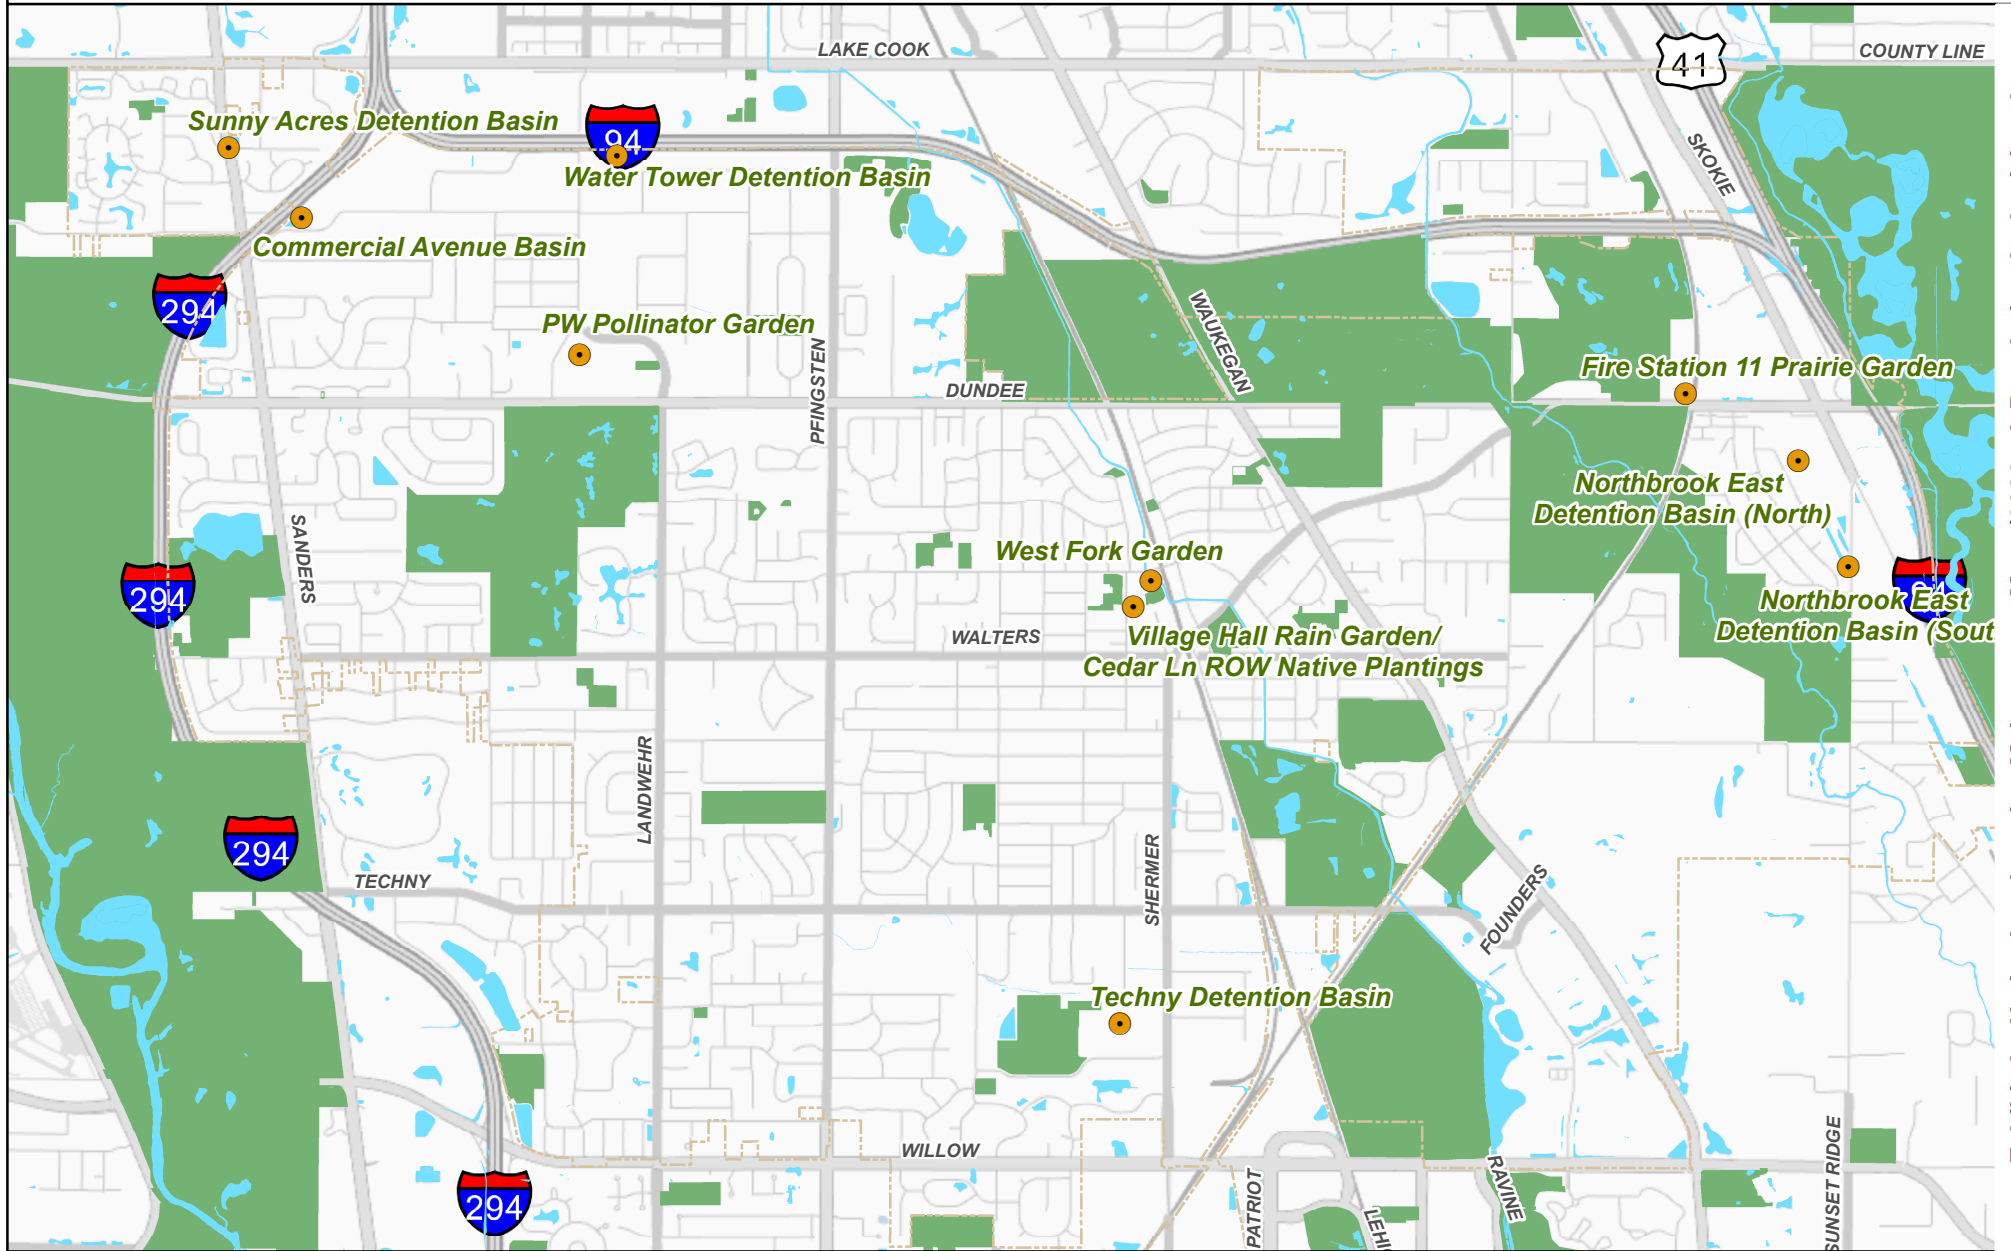 LAKE COOK
COUNTY LINE
41
Sunny Acres Detention Basin
94
SKOKIE
Water Tower Detention Basin
Commercial Avenue Basin
294
PW Pollinator Garden
WAUKEGAN
PFINGSTEN
DUNDEE
Fire Station 11 Prairie Garden
Northbrook East
Detention Basin (North)
SANDERS
West Fork Garden
294
Northbrook East
Detention Basin (Sout
WALTERS
Village Hall Rain Garden/
Cedar Ln ROW Native Plantings
LANDWEHR
294
TECHNY
SHERMER
FOUNDERS
Techny Detention Basin
WILLOW
294
PATRIOT
LEHI
RAVINE
SUNSET RIDGE